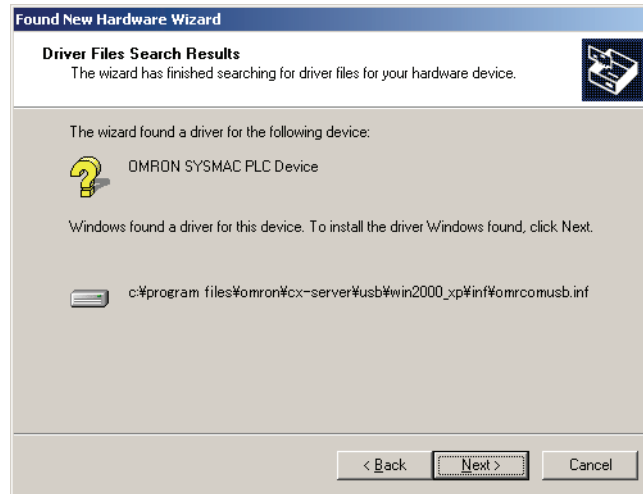 Found New Hardware Wizard
Driver Files Search Results
The wizard has finished searching for driver files for your hardware device.
The wizard found a driver for the following device:
OMRON SYSMAC PLC Device
Windows found a driver for this device. To install the driver Windows found, click Next.
c:¥program files¥omron¥cx-server¥usb¥win2000_xp¥inf¥omrcomusb.inf
< Back
Next >
Cancel